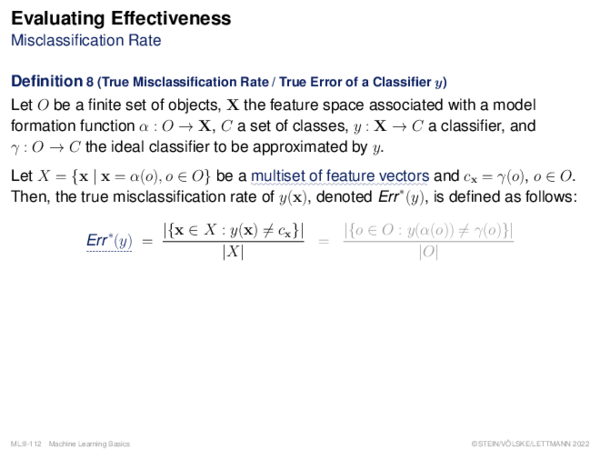 Evaluating Effectiveness
Misclassification Rate
Definition 8 (True Misclassification Rate / True Error of a Classifier y)
Let O be a finite set of objects, X the feature space associated with a model
formation function α : O → X, C a set of classes, y : X → C a classifier, and
γ : O → C the ideal classifier to be approximated by y.
Let X = {x | x = α(o), o ∈ O} be a multiset of feature vectors and cₓ = γ(o), o ∈ O.
Then, the true misclassification rate of y(x), denoted Err*(y), is defined as follows:
Err*(y) = |{x ∈ X : y(x) ≠ cₓ}| / |X| = |{o ∈ O : y(α(o)) ≠ γ(o)}| / |O|
ML:II-112 Machine Learning Basics ©STEIN/VÖLSKE/LETTMANN 2022